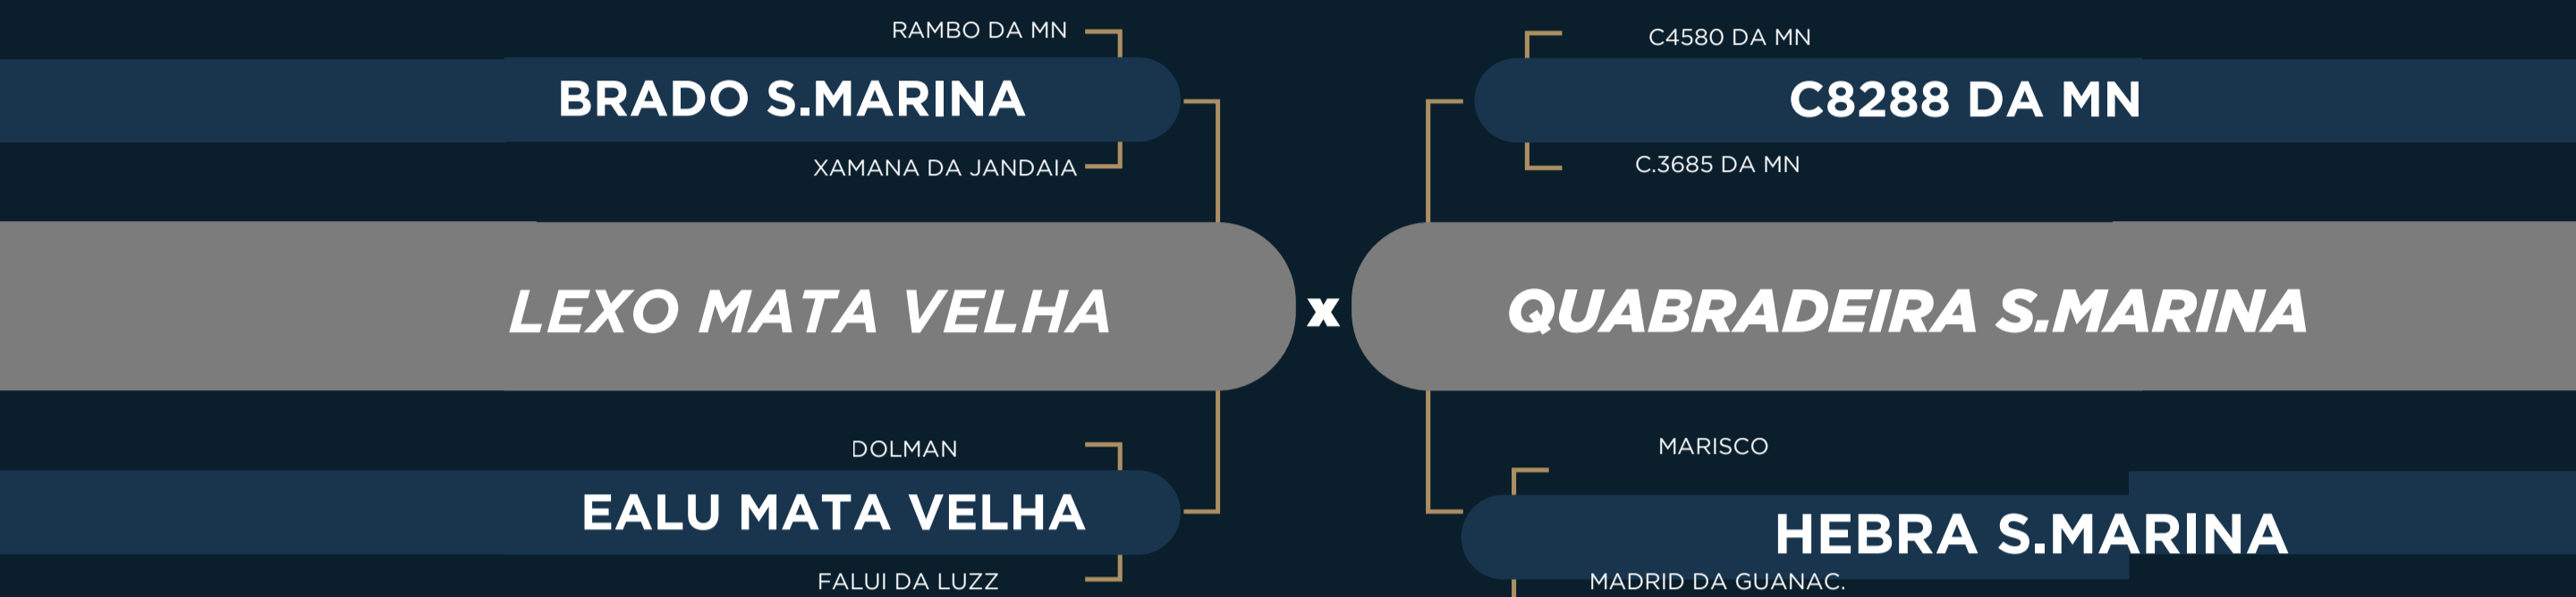 RAMBO DA MN
BRADO S.MARINA
XAMANA DA JANDAIA
C4580 DA MN
C8288 DA MN
C.3685 DA MN
LEXO MATA VELHA
x
QUABRADEIRA S.MARINA
DOLMAN
EALU MATA VELHA
FALUI DA LUZZ
MARISCO
HEBRA S.MARINA
MADRID DA GUANAC.